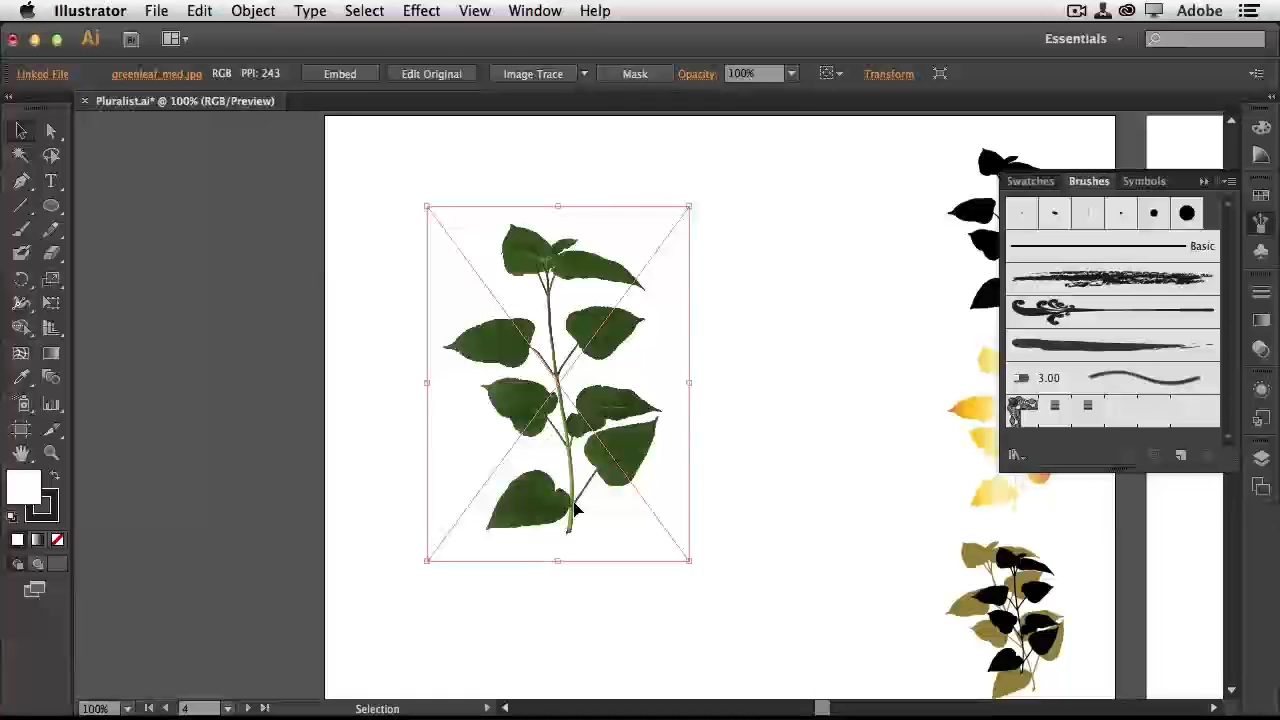 Illustrator File Edit Object Type Select Effect View Window Help Adobe
Ai Br Essentials
Linked File greenleaf_med.jpg RGB PPI: 243 Embed Edit Original Image Trace Mask Opacity: 100% Transform
× Pluralist.ai* @ 100% (RGB/Preview)
Swatches Brushes Symbols
Basic
3.00
100% 4 Selection